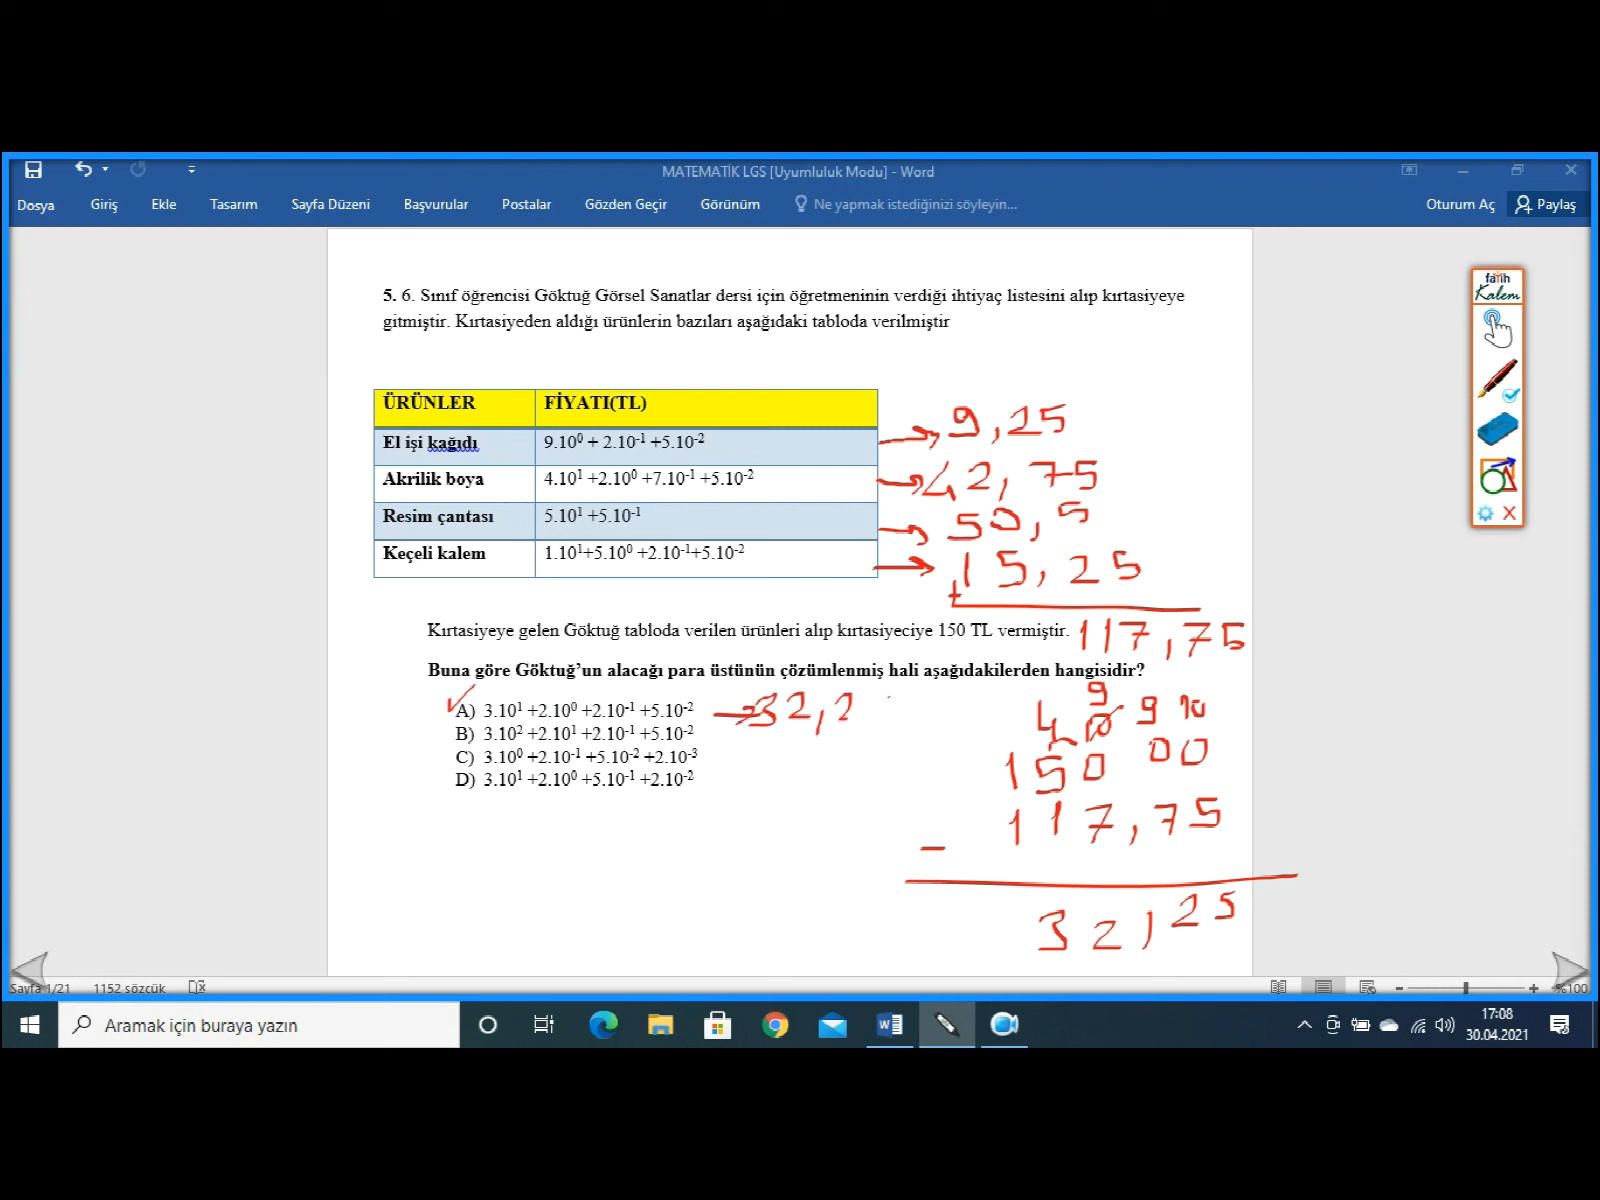 MATEMATİK LGS [Uyumluluk Modu] - Word
Dosya Giriş Ekle Tasarım Sayfa Düzeni Başvurular Postalar Gözden Geçir Görünüm Ne yapmak istediğinizi söyleyin... Oturum Aç Paylaş
fatih
Kalem
5. 6. Sınıf öğrencisi Göktuğ Görsel Sanatlar dersi için öğretmeninin verdiği ihtiyaç listesini alıp kırtasiyeye
gitmiştir. Kırtasiyeden aldığı ürünlerin bazıları aşağıdaki tabloda verilmiştir
ÜRÜNLER FİYATI(TL)
El işi kağıdı 9.10⁰ + 2.10⁻¹ +5.10⁻² 9,25
Akrilik boya 4.10¹ +2.10⁰ +7.10⁻¹ +5.10⁻² 42,75
Resim çantası 5.10¹ +5.10⁻¹ 50,5
Keçeli kalem 1.10¹+5.10⁰ +2.10⁻¹+5.10⁻² 15,25
+
Kırtasiyeye gelen Göktuğ tabloda verilen ürünleri alıp kırtasiyeciye 150 TL vermiştir. 117,75
Buna göre Göktuğ'un alacağı para üstünün çözümlenmiş hali aşağıdakilerden hangisidir?
A) 3.10¹ +2.10⁰ +2.10⁻¹ +5.10⁻² 32,2
B) 3.10² +2.10¹ +2.10⁻¹ +5.10⁻²
C) 3.10⁰ +2.10⁻¹ +5.10⁻² +2.10⁻³
D) 3.10¹ +2.10⁰ +5.10⁻¹ +2.10⁻²
9
4 10 9 10
150 00
117,75
-
32,25
Sayfa 1/21 1152 sözcük %100
Aramak için buraya yazın
17:08
30.04.2021